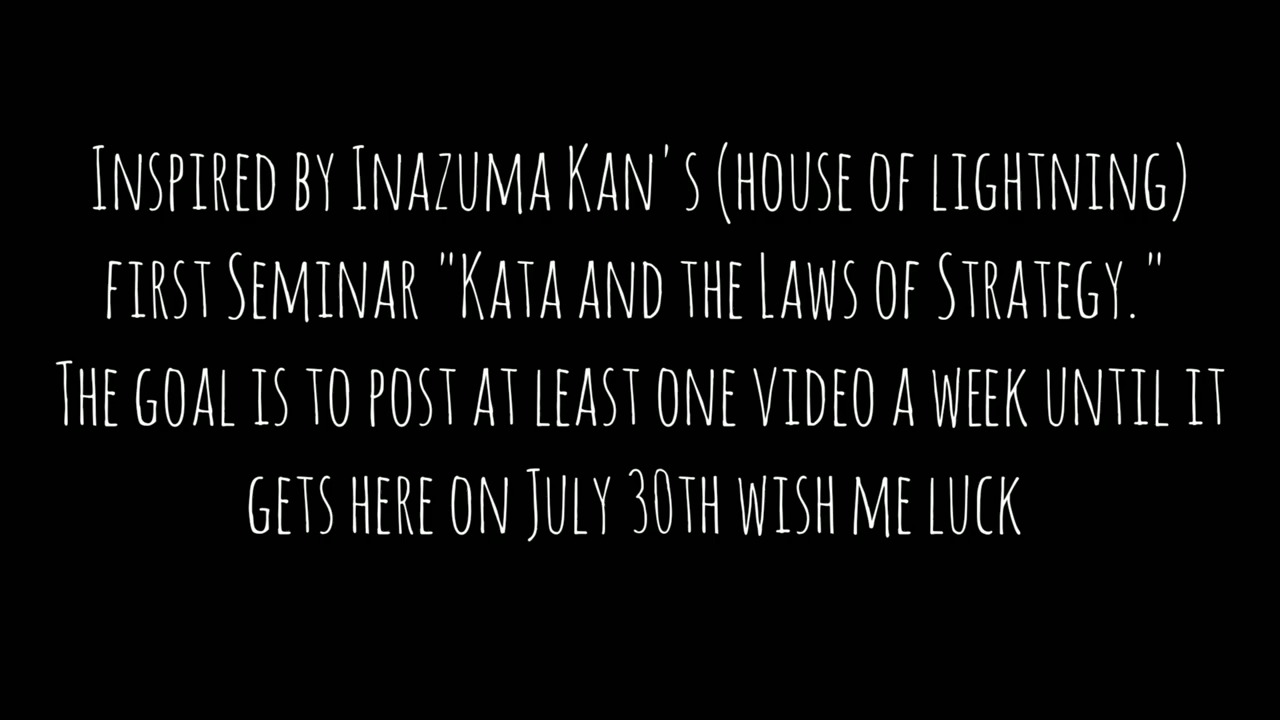 Inspired by Inazuma Kan's (house of lightning)
first Seminar "Kata and the Laws of Strategy."
The goal is to post at least one video a week until it
gets here on July 30th wish me luck